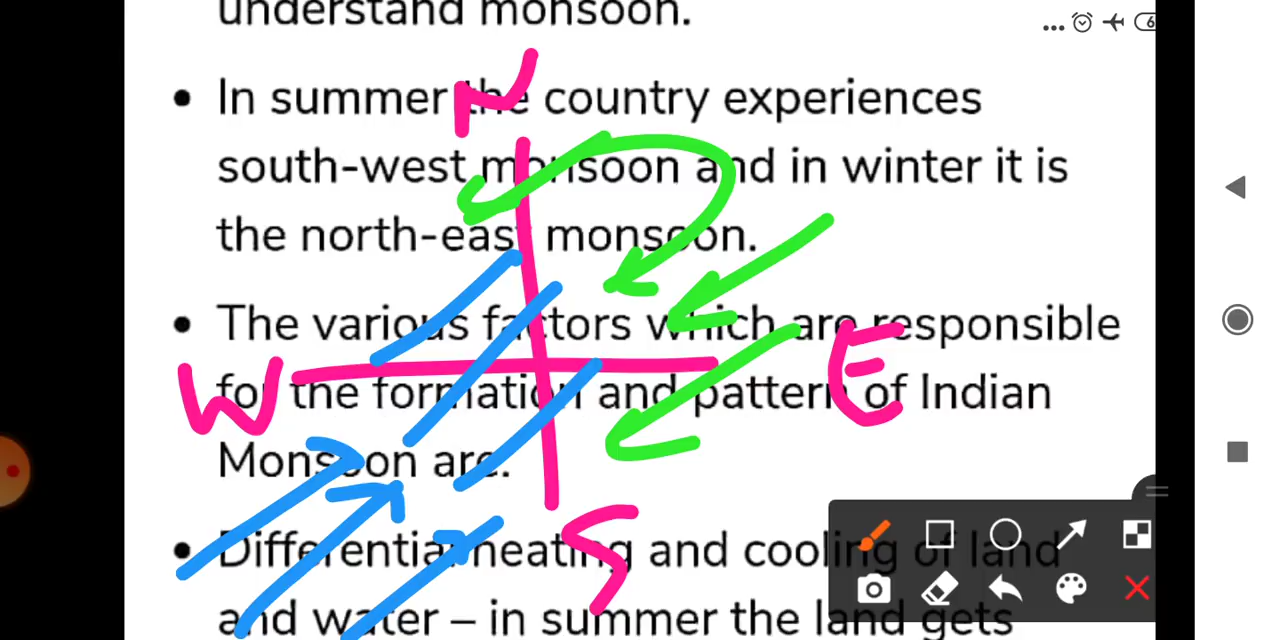 understand monsoon.
... 6
N
• In summer the country experiences
south-west monsoon and in winter it is
the north-east monsoon.
• The various factors which are responsible
W E
for the formation and pattern of Indian
Monsoon are.
S
• Differential heating and cooling of land
and water – in summer the land gets